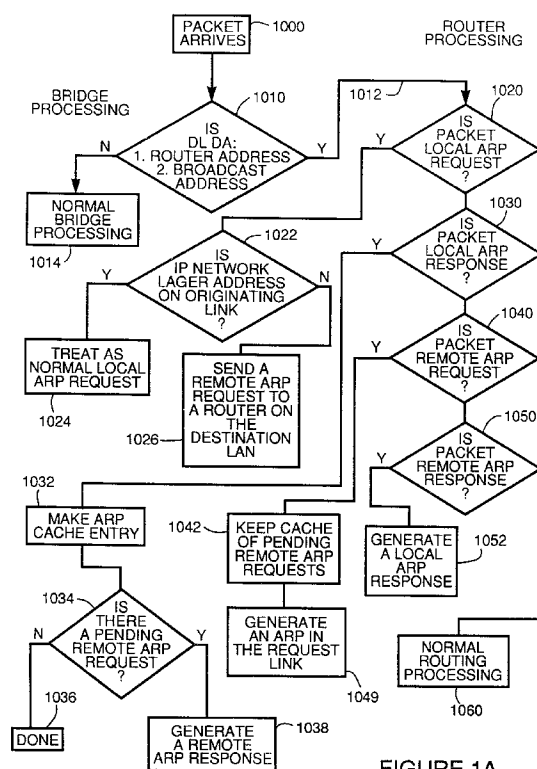 PACKET
ARRIVES
1000
ROUTER
PROCESSING
BRIDGE
PROCESSING
1010
1012
1020
IS
DL DA:
1. ROUTER ADDRESS
2. BROADCAST
ADDRESS
N
Y
IS
PACKET
LOCAL ARP
REQUEST
?
Y
NORMAL
BRIDGE
PROCESSING
1014
1022
IS
IP NETWORK
LAGER ADDRESS
ON ORIGINATING
LINK
?
Y
N
1030
IS
PACKET
LOCAL ARP
RESPONSE
?
Y
TREAT AS
NORMAL LOCAL
ARP REQUEST
1024
SEND A
REMOTE ARP
REQUEST TO
A ROUTER ON
THE
DESTINATION
LAN
1026
1040
IS
PACKET
REMOTE ARP
REQUEST
?
Y
1050
IS
PACKET
REMOTE ARP
RESPONSE
?
Y
1032
MAKE ARP
CACHE ENTRY
1042
KEEP CACHE
OF PENDING
REMOTE ARP
REQUESTS
GENERATE
A LOCAL
ARP
RESPONSE
1052
1034
IS
THERE
A PENDING
REMOTE ARP
REQUEST
?
N
Y
GENERATE
AN ARP IN
THE REQUEST
LINK
1049
NORMAL
ROUTING
PROCESSING
1060
1036
DONE
GENERATE
A REMOTE
ARP RESPONSE
1038
FIGURE 1A